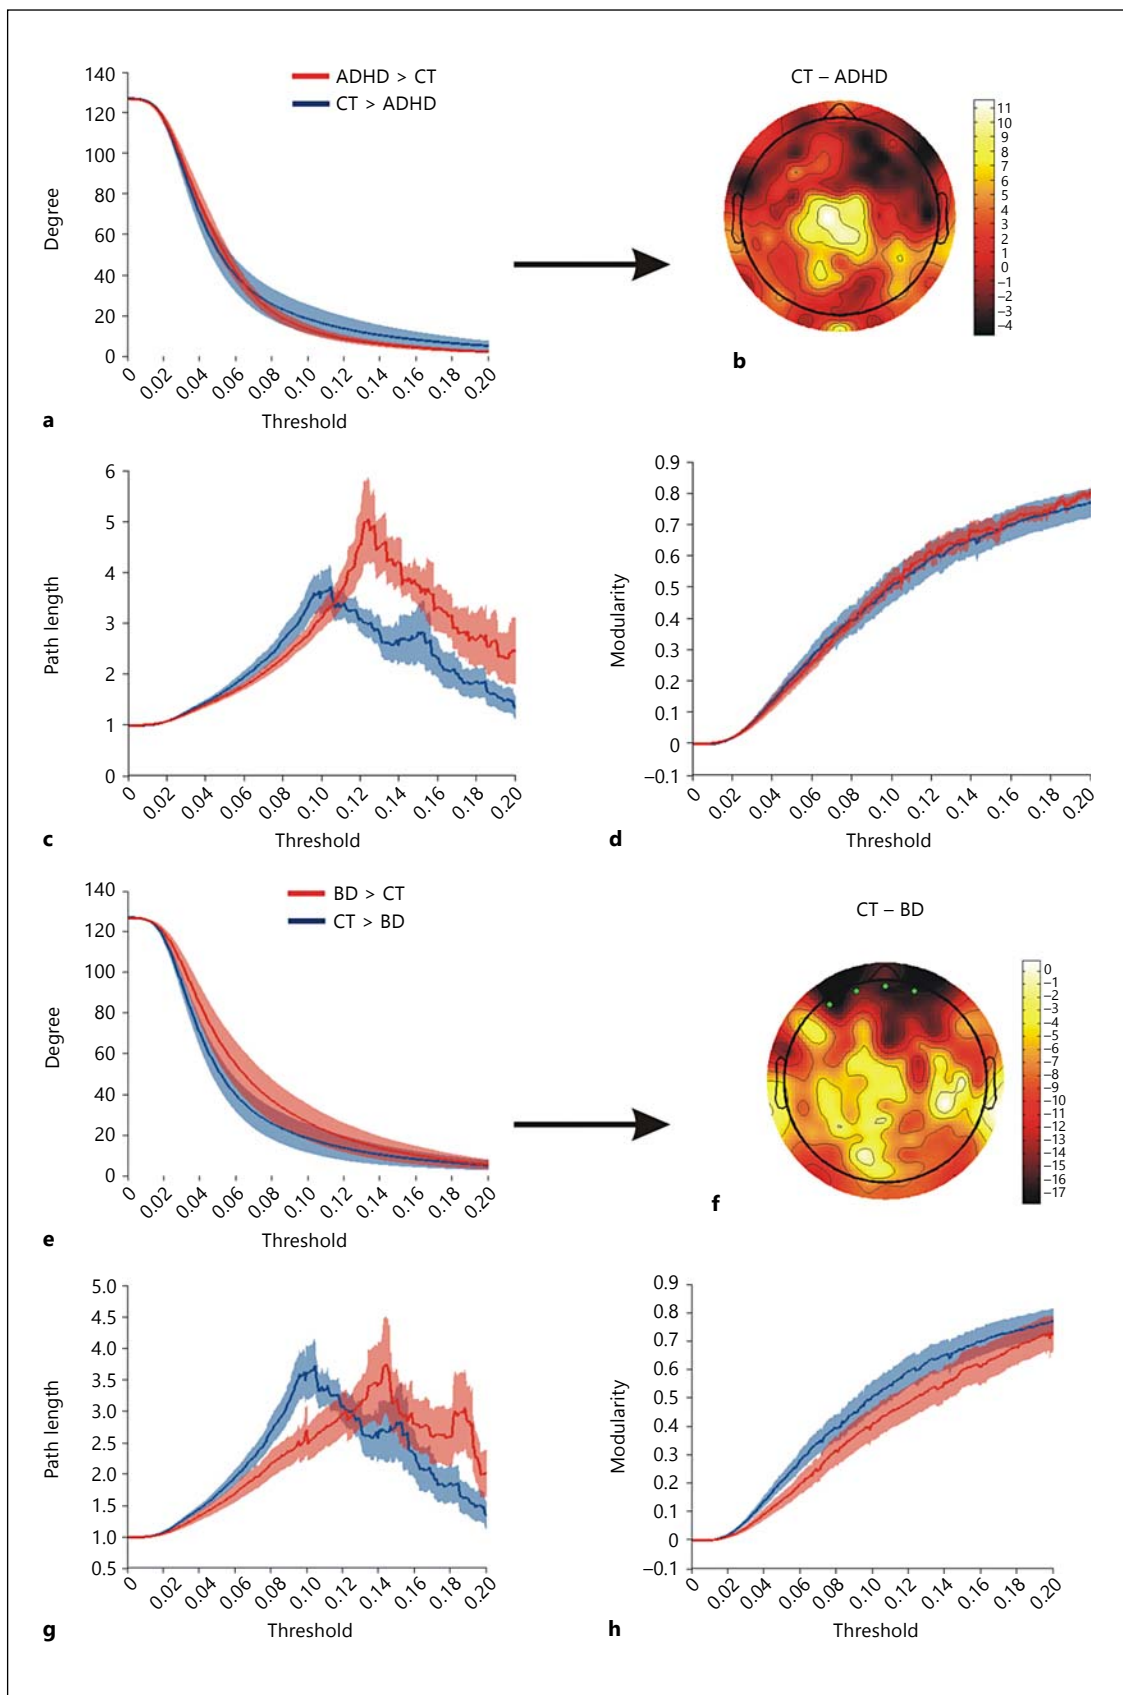 140
120
100
80
60
40
20
0
Degree
ADHD > CT
CT > ADHD
0 0.02 0.04 0.06 0.08 0.10 0.12 0.14 0.16 0.18 0.20
Threshold
a
CT – ADHD
11
10
9
8
7
6
5
4
3
2
1
0
–1
–2
–3
–4
b
6
5
4
3
2
1
0
Path length
0 0.02 0.04 0.06 0.08 0.10 0.12 0.14 0.16 0.18 0.20
Threshold
c
0.9
0.8
0.7
0.6
0.5
0.4
0.3
0.2
0.1
0
–0.1
Modularity
0 0.02 0.04 0.06 0.08 0.10 0.12 0.14 0.16 0.18 0.20
Threshold
d
140
120
100
80
60
40
20
0
Degree
BD > CT
CT > BD
0 0.02 0.04 0.06 0.08 0.10 0.12 0.14 0.16 0.18 0.20
Threshold
e
CT – BD
0
–1
–2
–3
–4
–5
–7
–8
–9
–10
–11
–12
–13
–14
–15
–16
–17
f
5.0
4.5
4.0
3.5
3.0
2.5
2.0
1.5
1.0
0.5
Path length
0 0.02 0.04 0.06 0.08 0.10 0.12 0.14 0.16 0.18 0.20
Threshold
g
0.9
0.8
0.7
0.6
0.5
0.4
0.3
0.2
0.1
0
–0.1
Modularity
0 0.02 0.04 0.06 0.08 0.10 0.12 0.14 0.16 0.18 0.20
Threshold
h